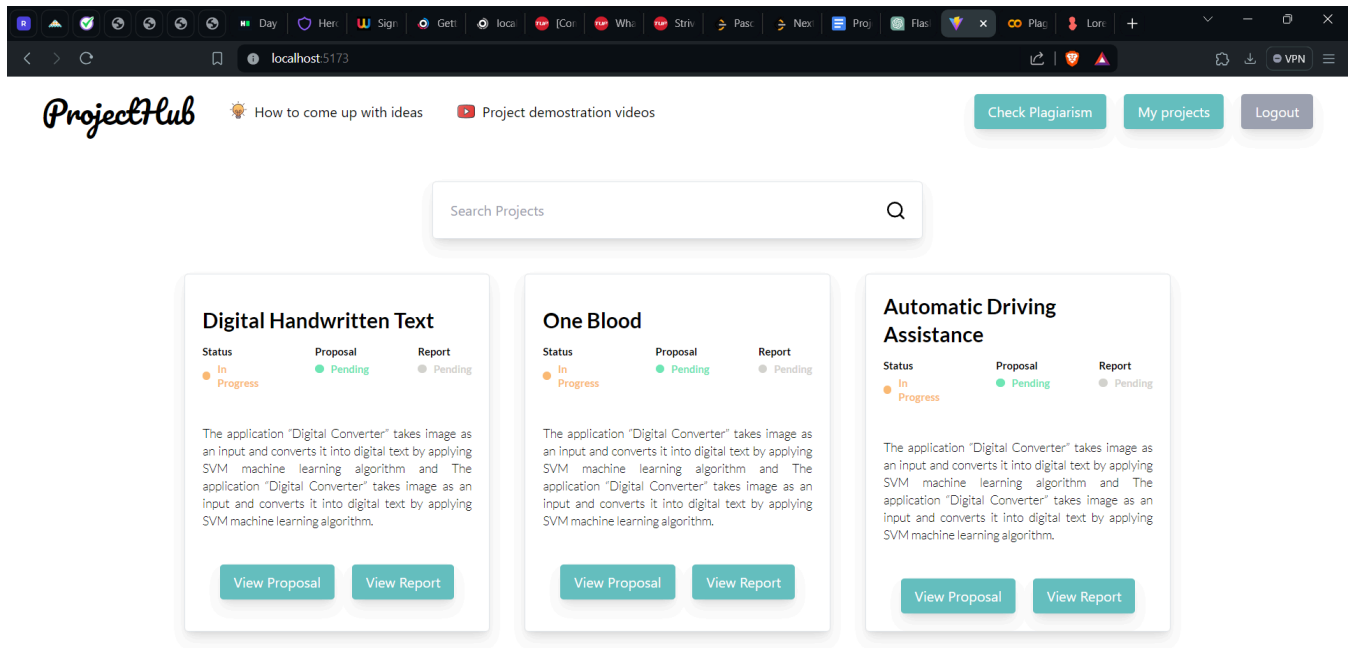 Day Herc Sign Gett local [Con Wha Striv Pasc Next Proj Flas Plag Lore
localhost:5173 VPN
ProjectHub How to come up with ideas Project demostration videos Check Plagiarism My projects Logout
Search Projects
Digital Handwritten Text
Status Proposal Report
In Progress Pending Pending
The application "Digital Converter" takes image as
an input and converts it into digital text by applying
SVM machine learning algorithm and The
application "Digital Converter" takes image as an
input and converts it into digital text by applying
SVM machine learning algorithm.
View Proposal View Report
One Blood
Status Proposal Report
In Progress Pending Pending
The application "Digital Converter" takes image as
an input and converts it into digital text by applying
SVM machine learning algorithm and The
application "Digital Converter" takes image as an
input and converts it into digital text by applying
SVM machine learning algorithm.
View Proposal View Report
Automatic Driving
Assistance
Status Proposal Report
In Progress Pending Pending
The application "Digital Converter" takes image as
an input and converts it into digital text by applying
SVM machine learning algorithm and The
application "Digital Converter" takes image as an
input and converts it into digital text by applying
SVM machine learning algorithm.
View Proposal View Report